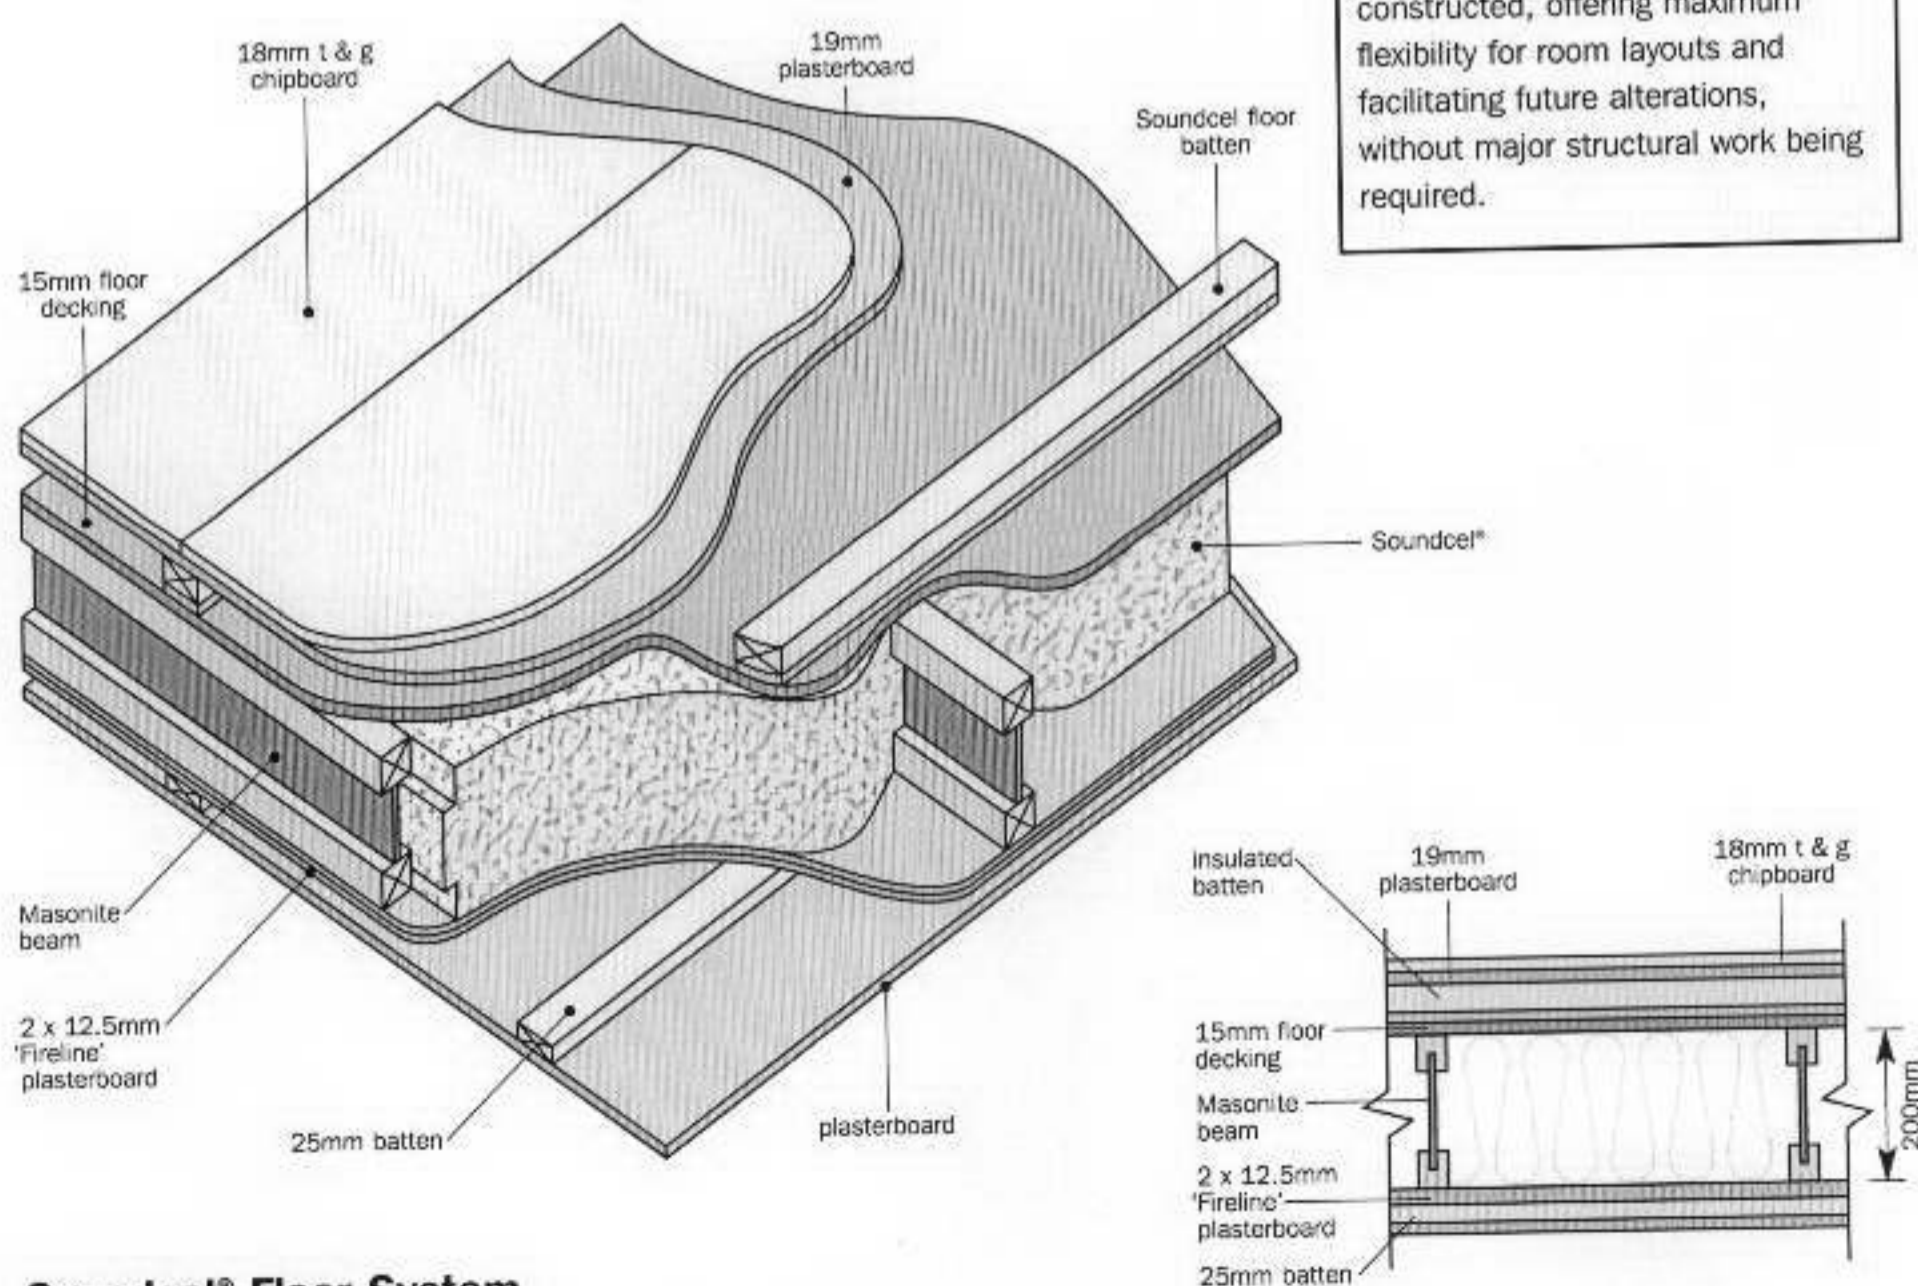 constructed, offering maximum
flexibility for room layouts and
facilitating future alterations,
without major structural work being
required.
18mm t & g
chipboard
19mm
plasterboard
Soundcel floor
batten
15mm floor
decking
Soundcel®
Masonite
beam
2 x 12.5mm
'Fireline'
plasterboard
25mm batten
plasterboard
insulated
batten
19mm
plasterboard
18mm t & g
chipboard
15mm floor
decking
Masonite
beam
200mm
2 x 12.5mm
'Fireline'
plasterboard
25mm batten
Soundcel® Floor System